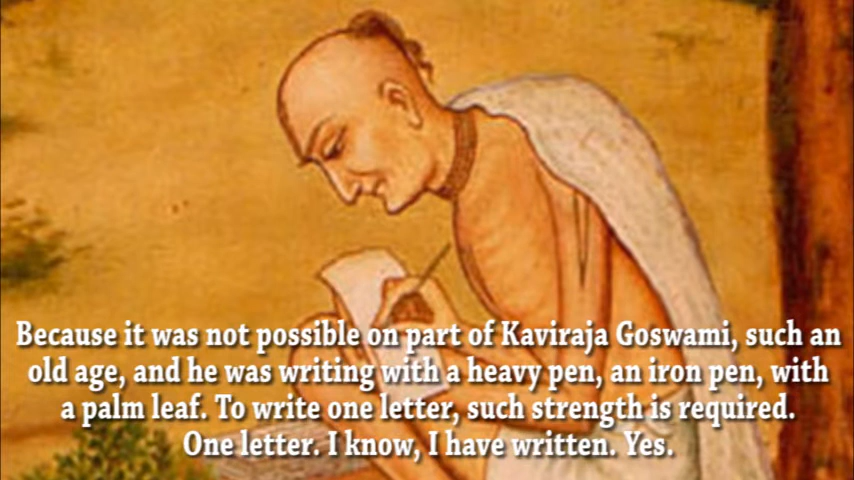 Because it was not possible on part of Kaviraja Goswami, such an
old age, and he was writing with a heavy pen, an iron pen, with
a palm leaf. To write one letter, such strength is required.
One letter. I know, I have written. Yes.